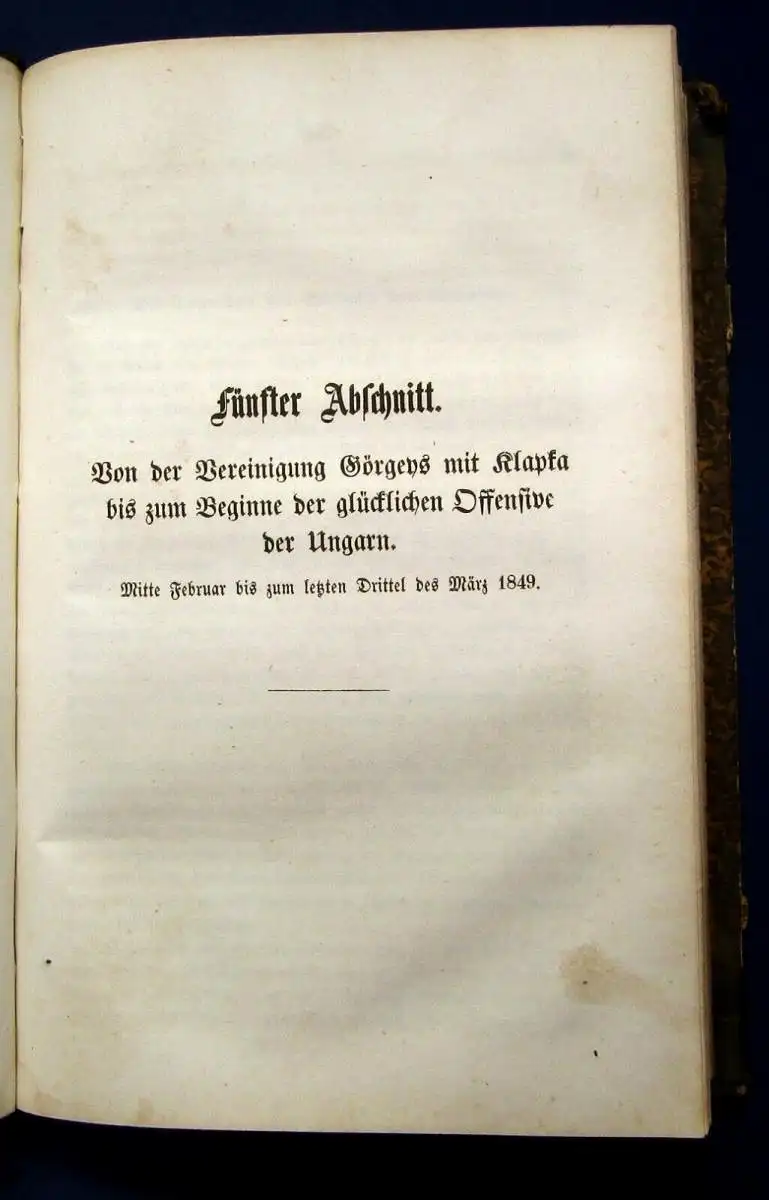 Fünfter Abschnitt.
Von der Vereinigung Görgeys mit Klapka
bis zum Beginne der glücklichen Offensive
der Ungarn.
Mitte Februar bis zum letzten Drittel des März 1849.